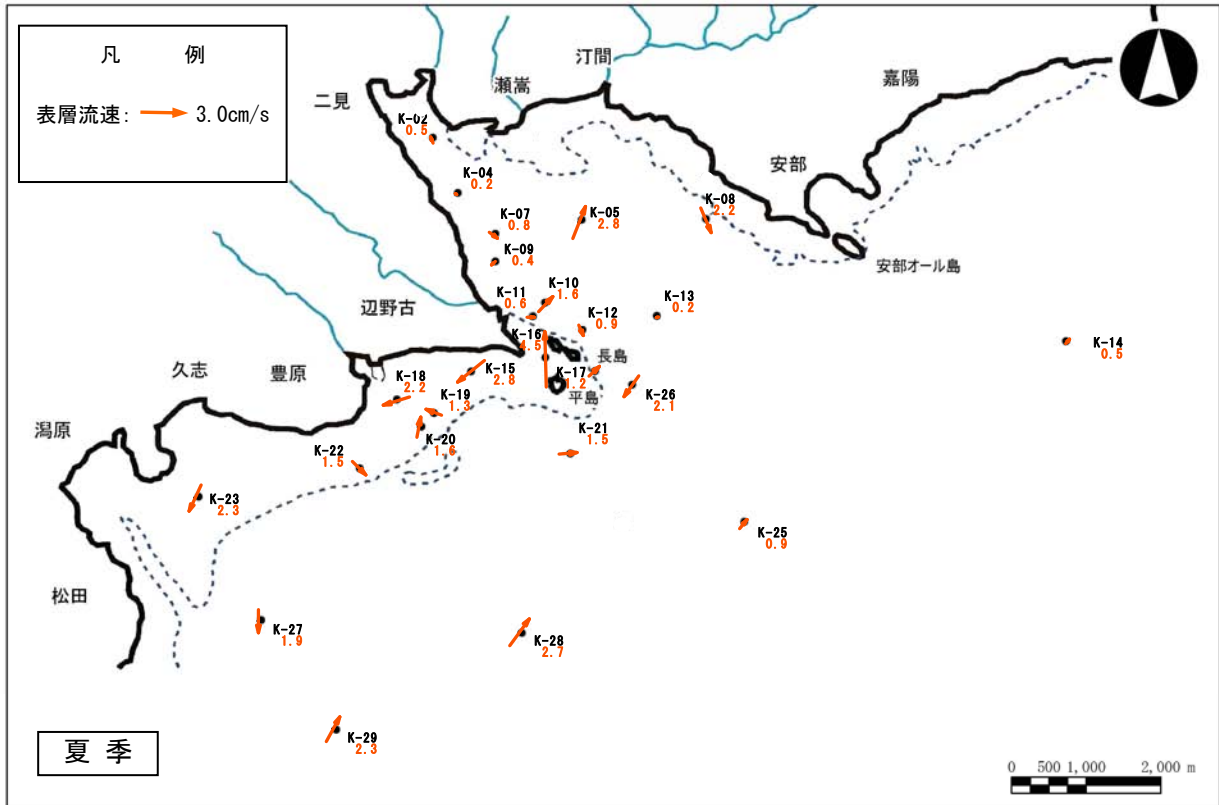 凡 例
表層流速: 3.0cm/s
二見
瀬嵩
汀間
嘉陽
安部
安部オール島
辺野古
久志
豊原
潟原
松田
長島
平島
K-02
0.5
K-04
0.2
K-07
0.8
K-05
2.8
K-08
2.2
K-09
0.4
K-10
1.6
K-11
0.6
K-12
0.9
K-13
0.2
K-14
0.5
K-16
4.5
K-15
2.8
K-17
1.2
K-18
2.2
K-19
1.3
K-26
2.1
K-20
1.6
K-21
1.5
K-22
1.5
K-23
2.3
K-25
0.9
K-27
1.9
K-28
2.7
K-29
2.3
夏 季
0 500 1,000 2,000 m